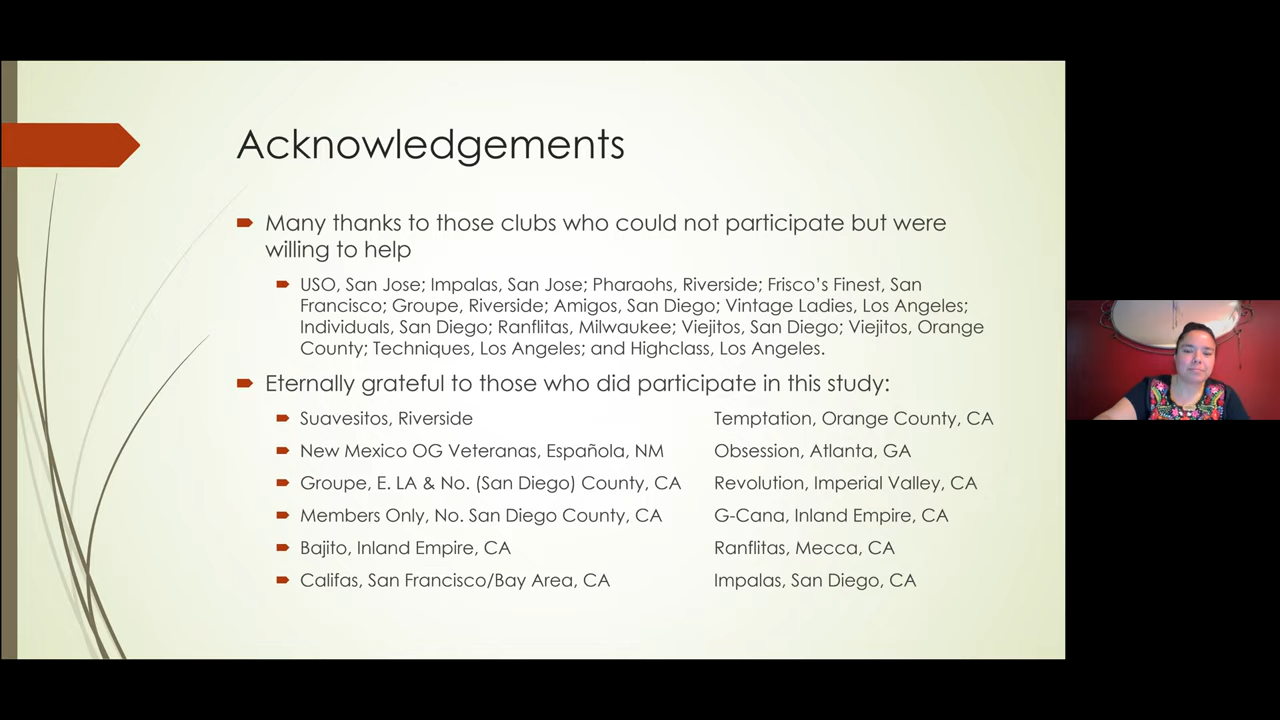 Acknowledgements
Many thanks to those clubs who could not participate but were
willing to help
USO, San Jose; Impalas, San Jose; Pharaohs, Riverside; Frisco’s Finest, San
Francisco; Groupe, Riverside; Amigos, San Diego; Vintage Ladies, Los Angeles;
Individuals, San Diego; Ranflitas, Milwaukee; Viejitos, San Diego; Viejitos, Orange
County; Techniques, Los Angeles; and Highclass, Los Angeles.
Eternally grateful to those who did participate in this study:
Suavesitos, Riverside
Temptation, Orange County, CA
New Mexico OG Veteranas, Española, NM
Obsession, Atlanta, GA
Groupe, E. LA & No. (San Diego) County, CA
Revolution, Imperial Valley, CA
Members Only, No. San Diego County, CA
G-Cana, Inland Empire, CA
Bajito, Inland Empire, CA
Ranflitas, Mecca, CA
Califas, San Francisco/Bay Area, CA
Impalas, San Diego, CA